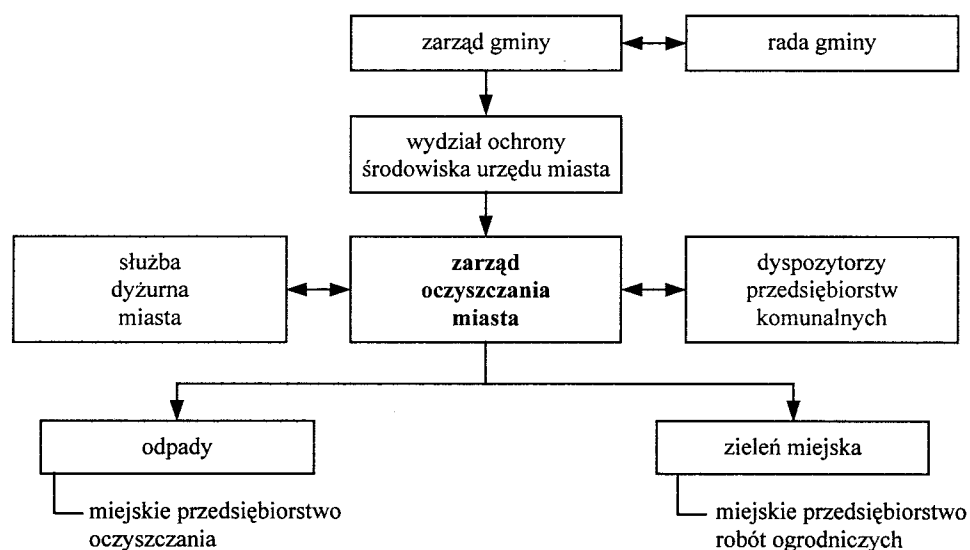 zarząd gminy
rada gminy
wydział ochrony
środowiska urzędu miasta
służba
dyżurna
miasta
zarząd
oczyszczania
miasta
dyspozytorzy
przedsiębiorstw
komunalnych
odpady
zieleń miejska
miejskie przedsiębiorstwo
oczyszczania
miejskie przedsiębiorstwo
robót ogrodniczych